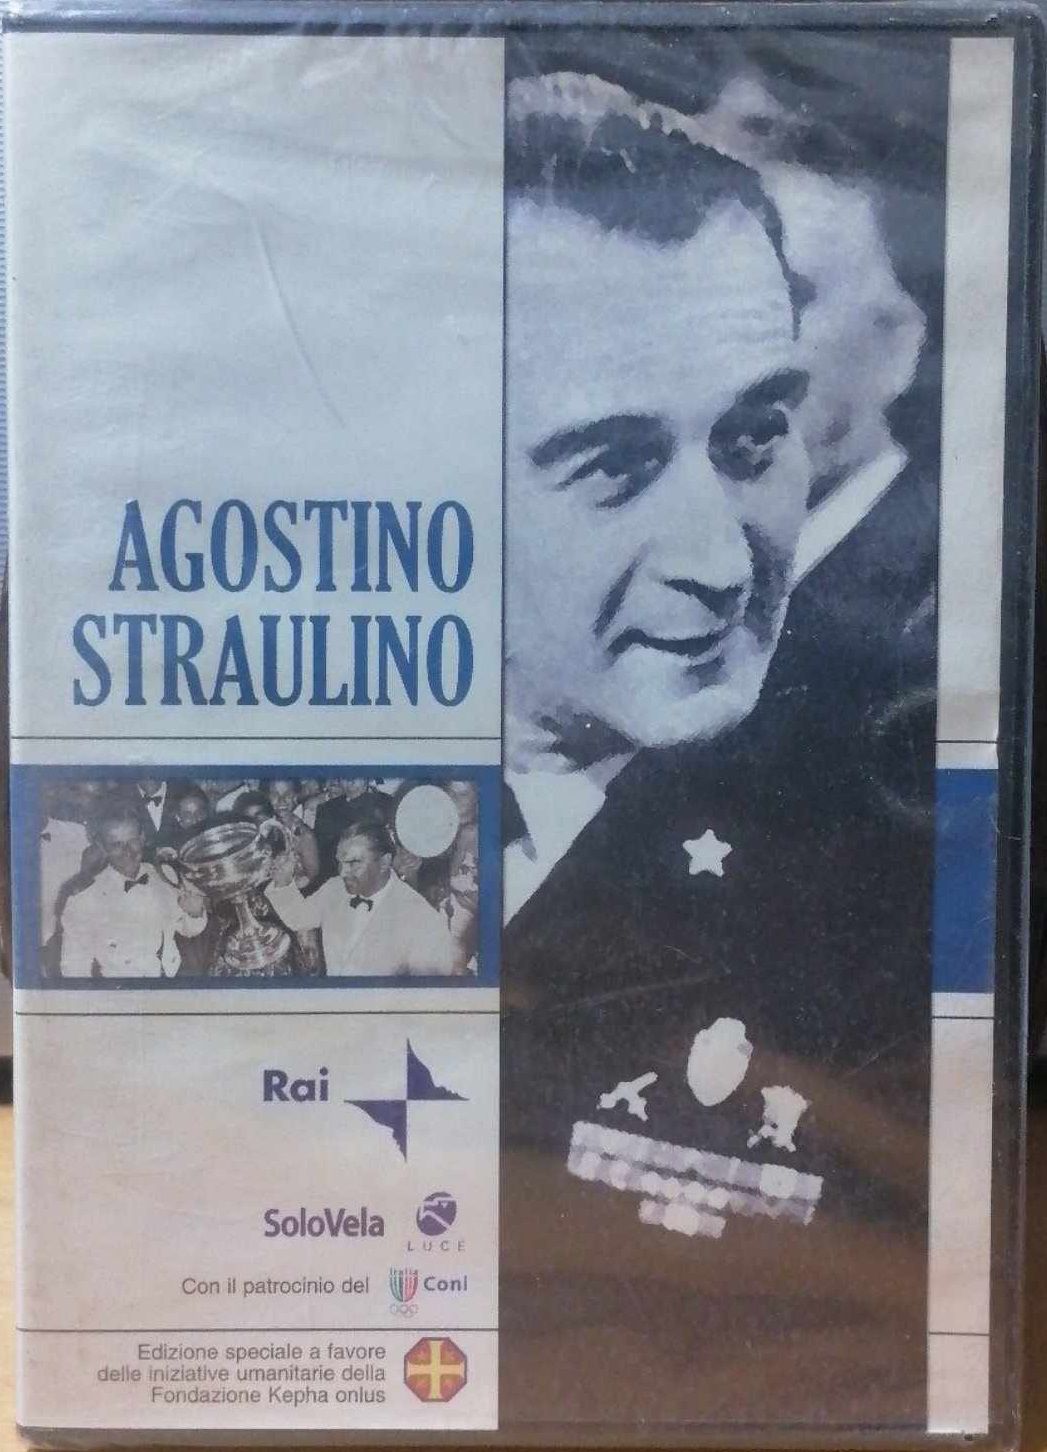 AGOSTINO
STRAULINO
Rai
SoloVela
LUCE
Con il patrocinio del
Coni
Edizione speciale a favore
delle iniziative umanitarie della
Fondazione Kepha onlus